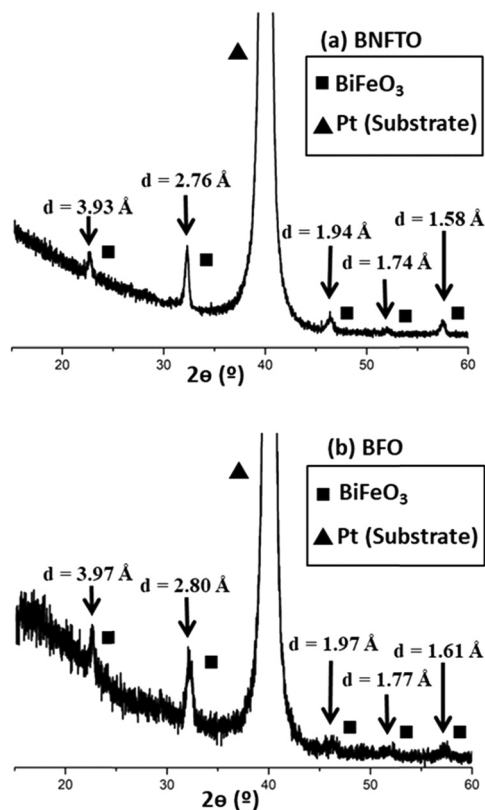 (a) BNFTO
■ BiFeO₃
▲ Pt (Substrate)
d = 3.93 Å
d = 2.76 Å
d = 1.94 Å
d = 1.74 Å
d = 1.58 Å
20 30 40 50 60
2ɵ (º)
(b) BFO
■ BiFeO₃
▲ Pt (Substrate)
d = 3.97 Å
d = 2.80 Å
d = 1.97 Å
d = 1.77 Å
d = 1.61 Å
20 30 40 50 60
2ɵ (º)